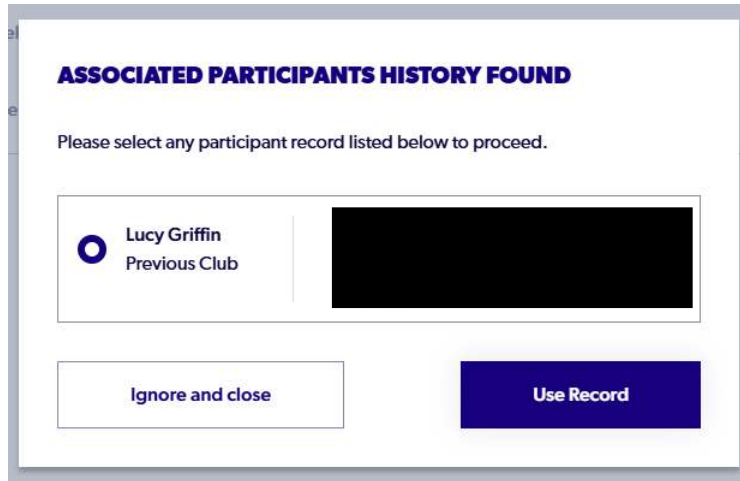 ASSOCIATED PARTICIPANTS HISTORY FOUND
Please select any participant record listed below to proceed.
Lucy Griffin
Previous Club
Ignore and close
Use Record